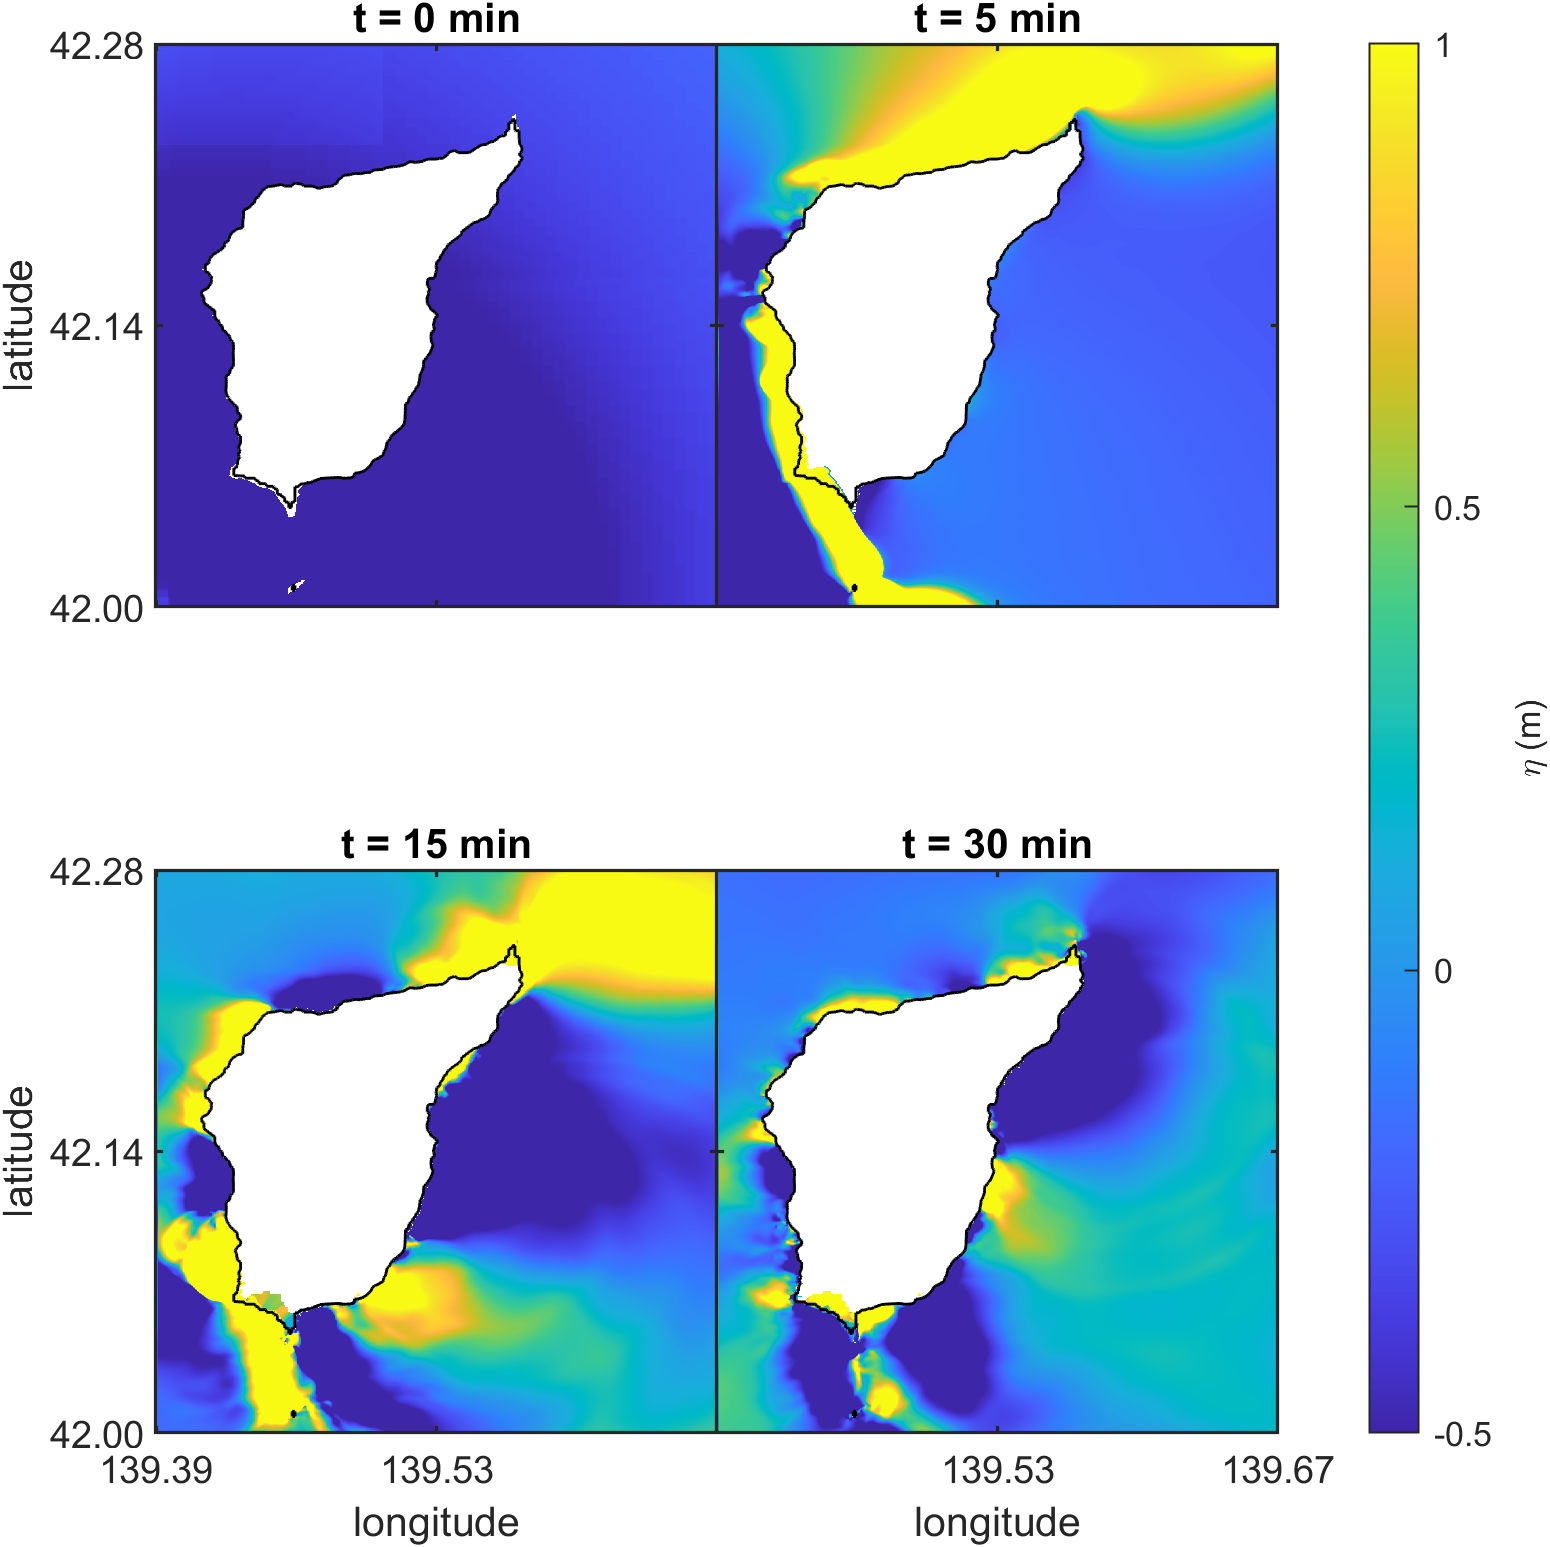 t = 0 min
t = 5 min
42.28
42.14
42.00
latitude
t = 15 min
t = 30 min
42.28
42.14
42.00
latitude
139.39
139.53
139.53
139.67
longitude
longitude
1
0.5
0
-0.5
η (m)